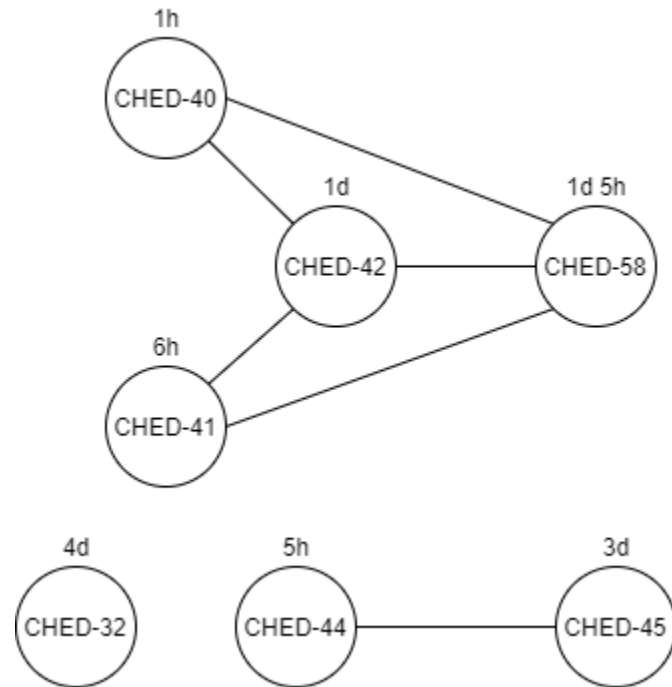 1h
CHED-40
1d
1d 5h
CHED-42
CHED-58
6h
CHED-41
4d
5h
3d
CHED-32
CHED-44
CHED-45